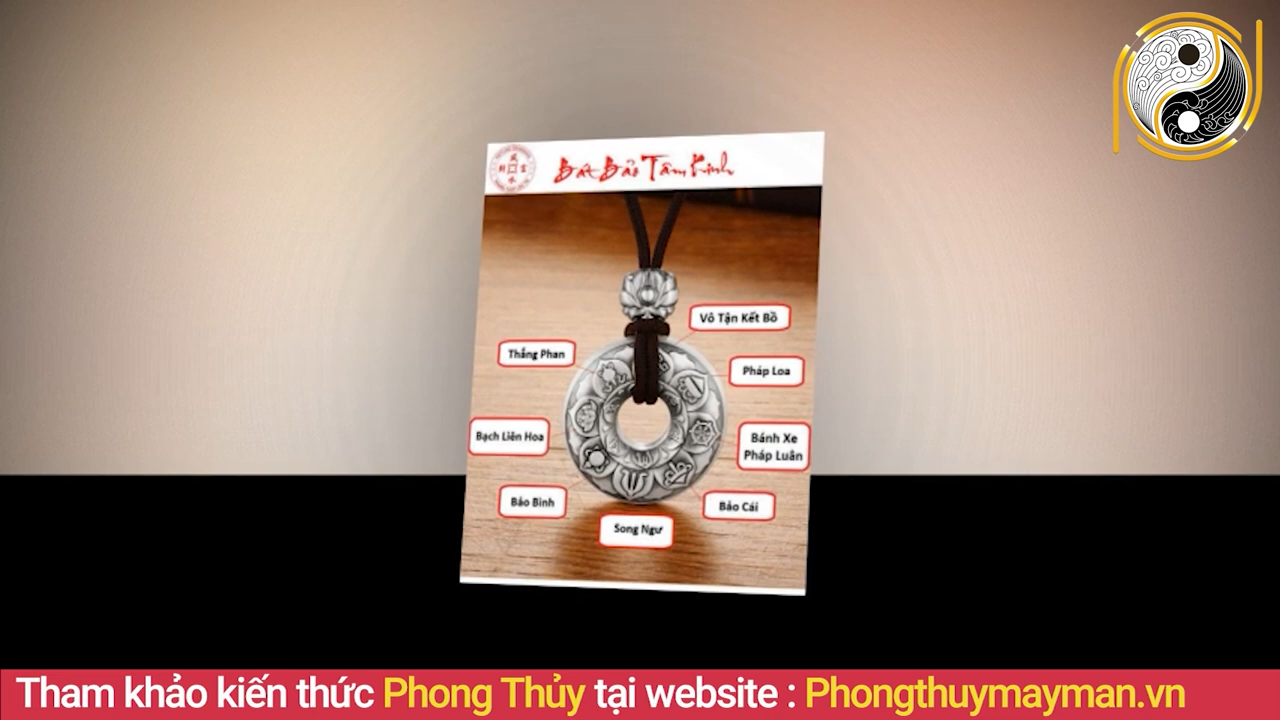 Bát Bảo Tâm Kinh
Vô Tận Kết Bồ
Thắng Phan
Pháp Loa
Bạch Liên Hoa
Bánh Xe
Pháp Luân
Bảo Bình
Bảo Cái
Song Ngư
Tham khảo kiến thức Phong Thủy tại website : Phongthuymayman.vn